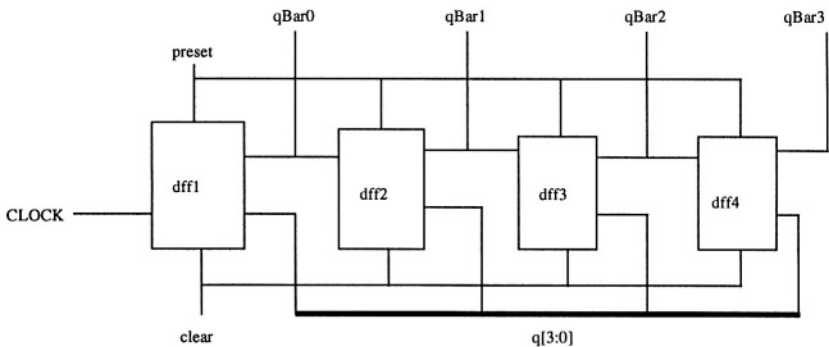 qBar0
qBar1
qBar2
qBar3
preset
dff1
dff2
dff3
dff4
CLOCK
clear
q[3:0]